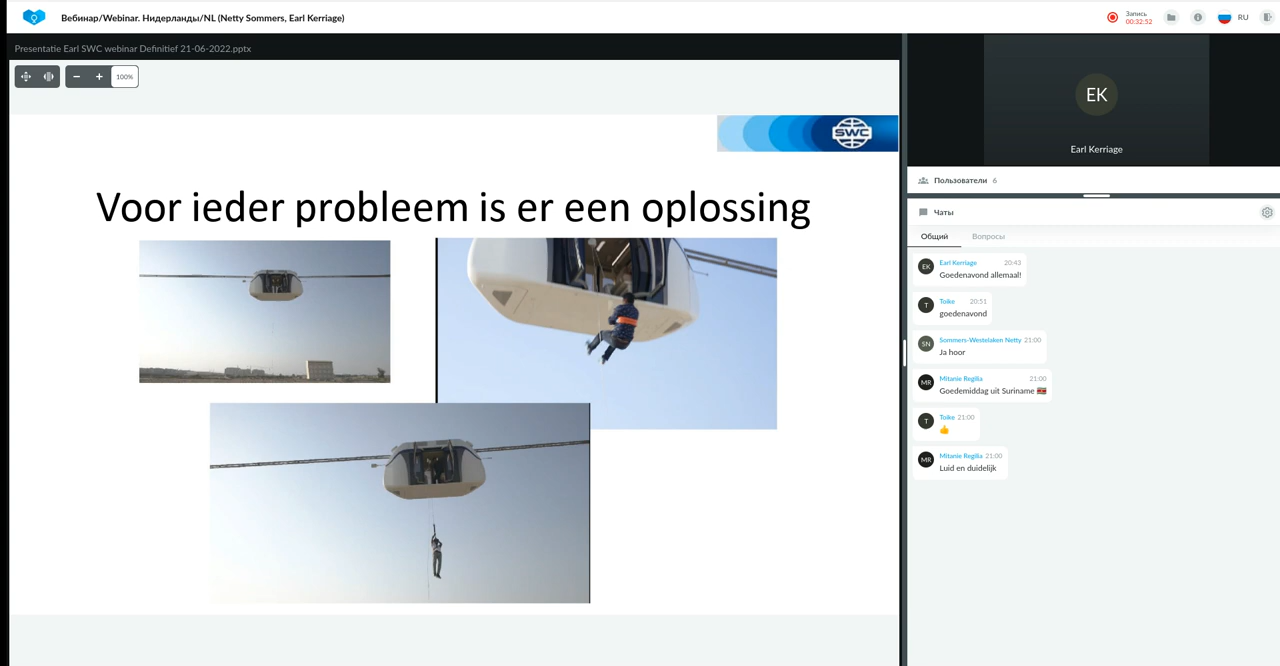 Вебинар/Webinar. Нидерланды/NL (Netty Sommers, Earl Kerriage)
Запись
00:32:52
RU
Presentatie Earl SWC webinar Definitief 21-06-2022.pptx
100%
SWC
Voor ieder probleem is er een oplossing
EK
Earl Kerriage
Пользователи 6
Чаты
Общий Вопросы
EK Earl Kerriage 20:43
Goedenavond allemaal!
T Toike 20:51
goedenavond
SN Sommers-Westelaken Netty 21:00
Ja hoor
MR Mitanie Regilla 21:00
Goedemiddag uit Suriname 🇸🇷
T Toike 21:00
👍
MR Mitanie Regilla 21:00
Luid en duidelijk